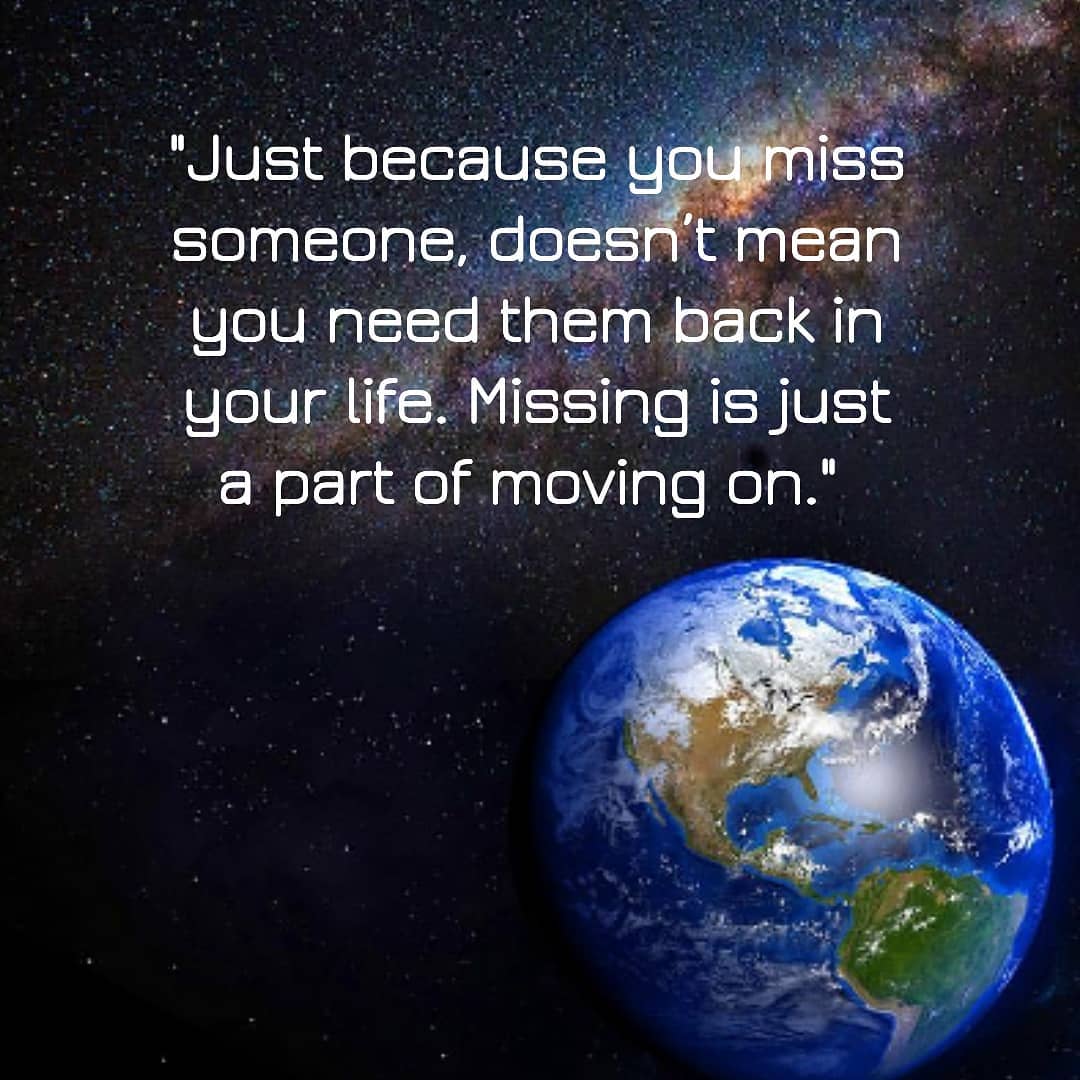 "Just because you miss
someone, doesn't mean
you need them back in
your life. Missing is just
a part of moving on."